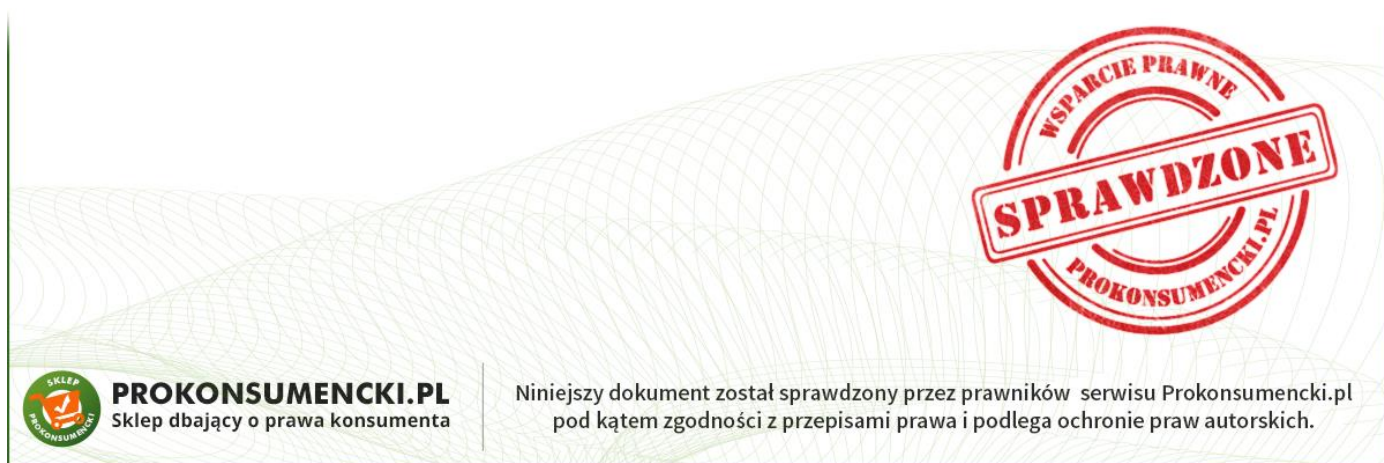 WSPARCIE PRAWNE
SPRAWDZONE
PROKONSUMENCKI.PL
SKLEP
PROKONSUMENCKI
PROKONSUMENCKI.PL
Sklep dbający o prawa konsumenta
Niniejszy dokument został sprawdzony przez prawników serwisu Prokonsumencki.pl
pod kątem zgodności z przepisami prawa i podlega ochronie praw autorskich.